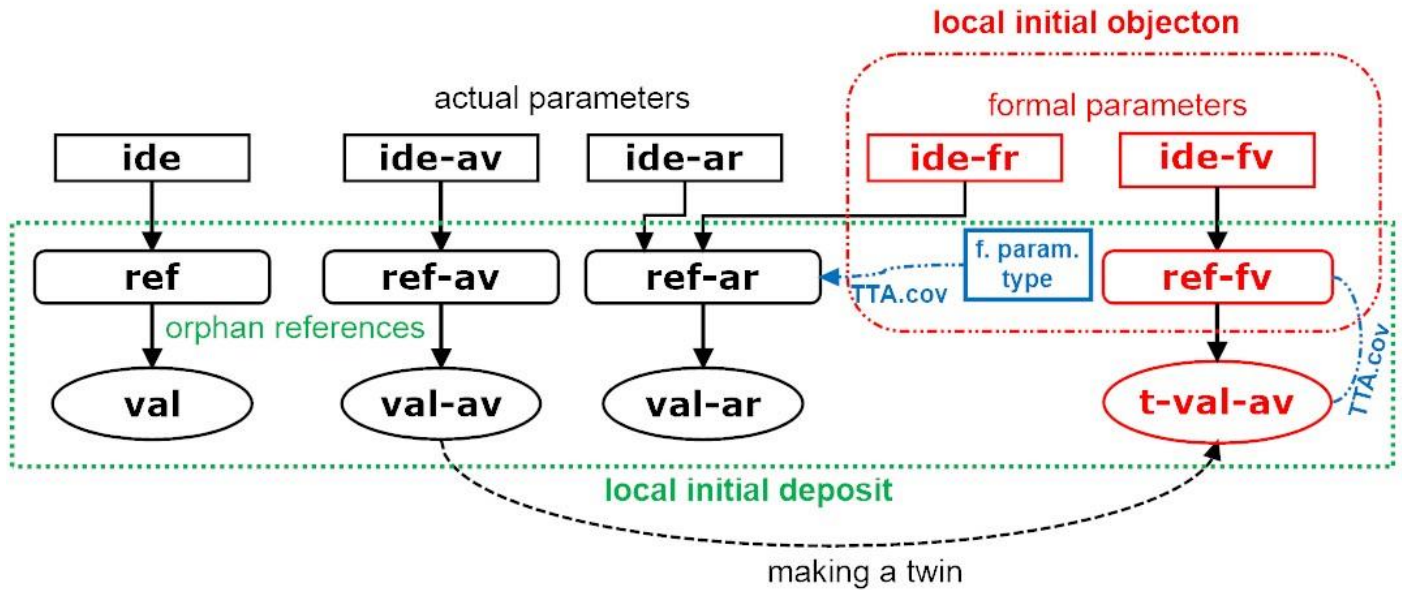 local initial objecton
actual parameters
formal parameters
ide
ide-av
ide-ar
ide-fr
ide-fv
ref
ref-av
ref-ar
f. param.
type
ref-fv
TTA.cov
orphan references
TTA.cov
val
val-av
val-ar
t-val-av
local initial deposit
making a twin